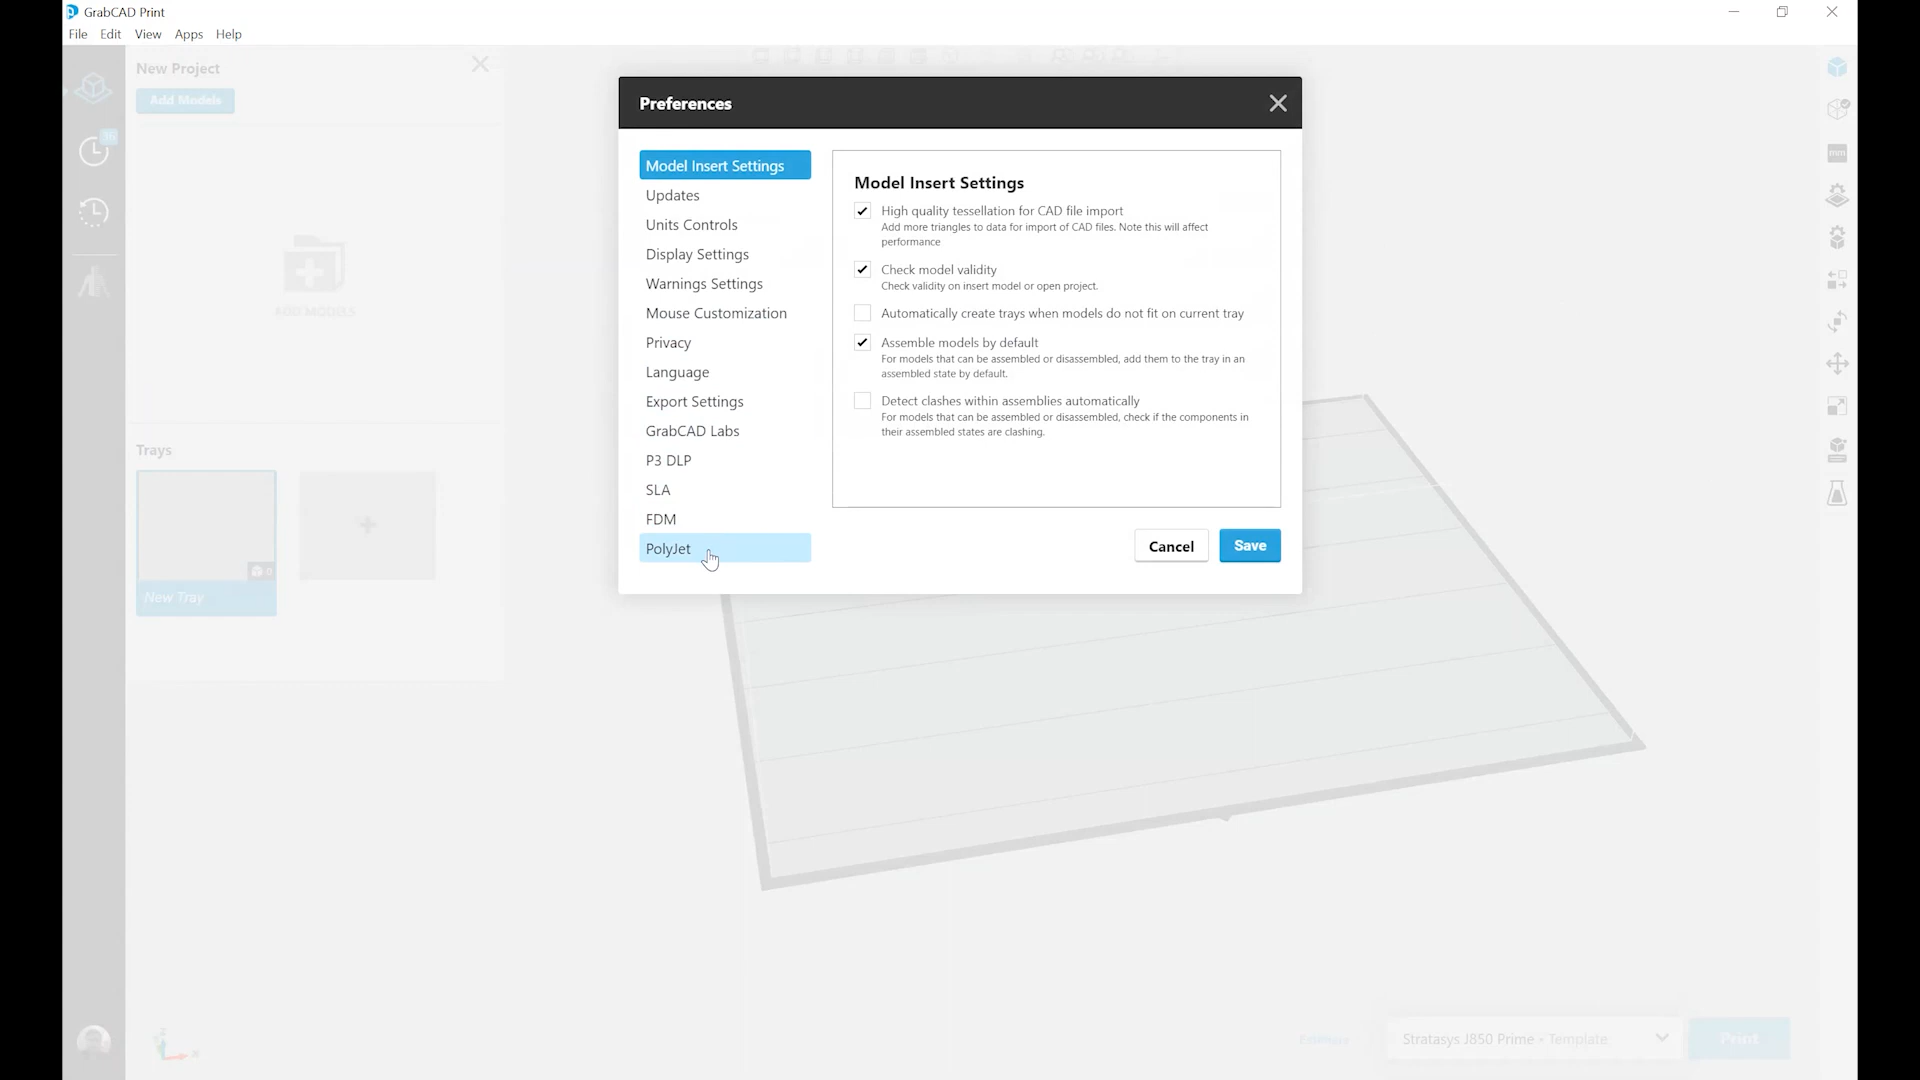 GrabCAD Print
File Edit View Apps Help
New Project
Add Models
16
ADD MODELS
Trays
0
New Tray
Preferences
Model Insert Settings
Updates
Units Controls
Display Settings
Warnings Settings
Mouse Customization
Privacy
Language
Export Settings
GrabCAD Labs
P3 DLP
SLA
FDM
PolyJet
Model Insert Settings
High quality tessellation for CAD file import
Add more triangles to data for import of CAD files. Note this will affect
performance
Check model validity
Check validity on insert model or open project.
Automatically create trays when models do not fit on current tray
Assemble models by default
For models that can be assembled or disassembled, add them to the tray in an
assembled state by default.
Detect clashes within assemblies automatically
For models that can be assembled or disassembled, check if the components in
their assembled states are clashing.
Cancel
Save
mm
Estimate
Stratasys J850 Prime - Template
Print